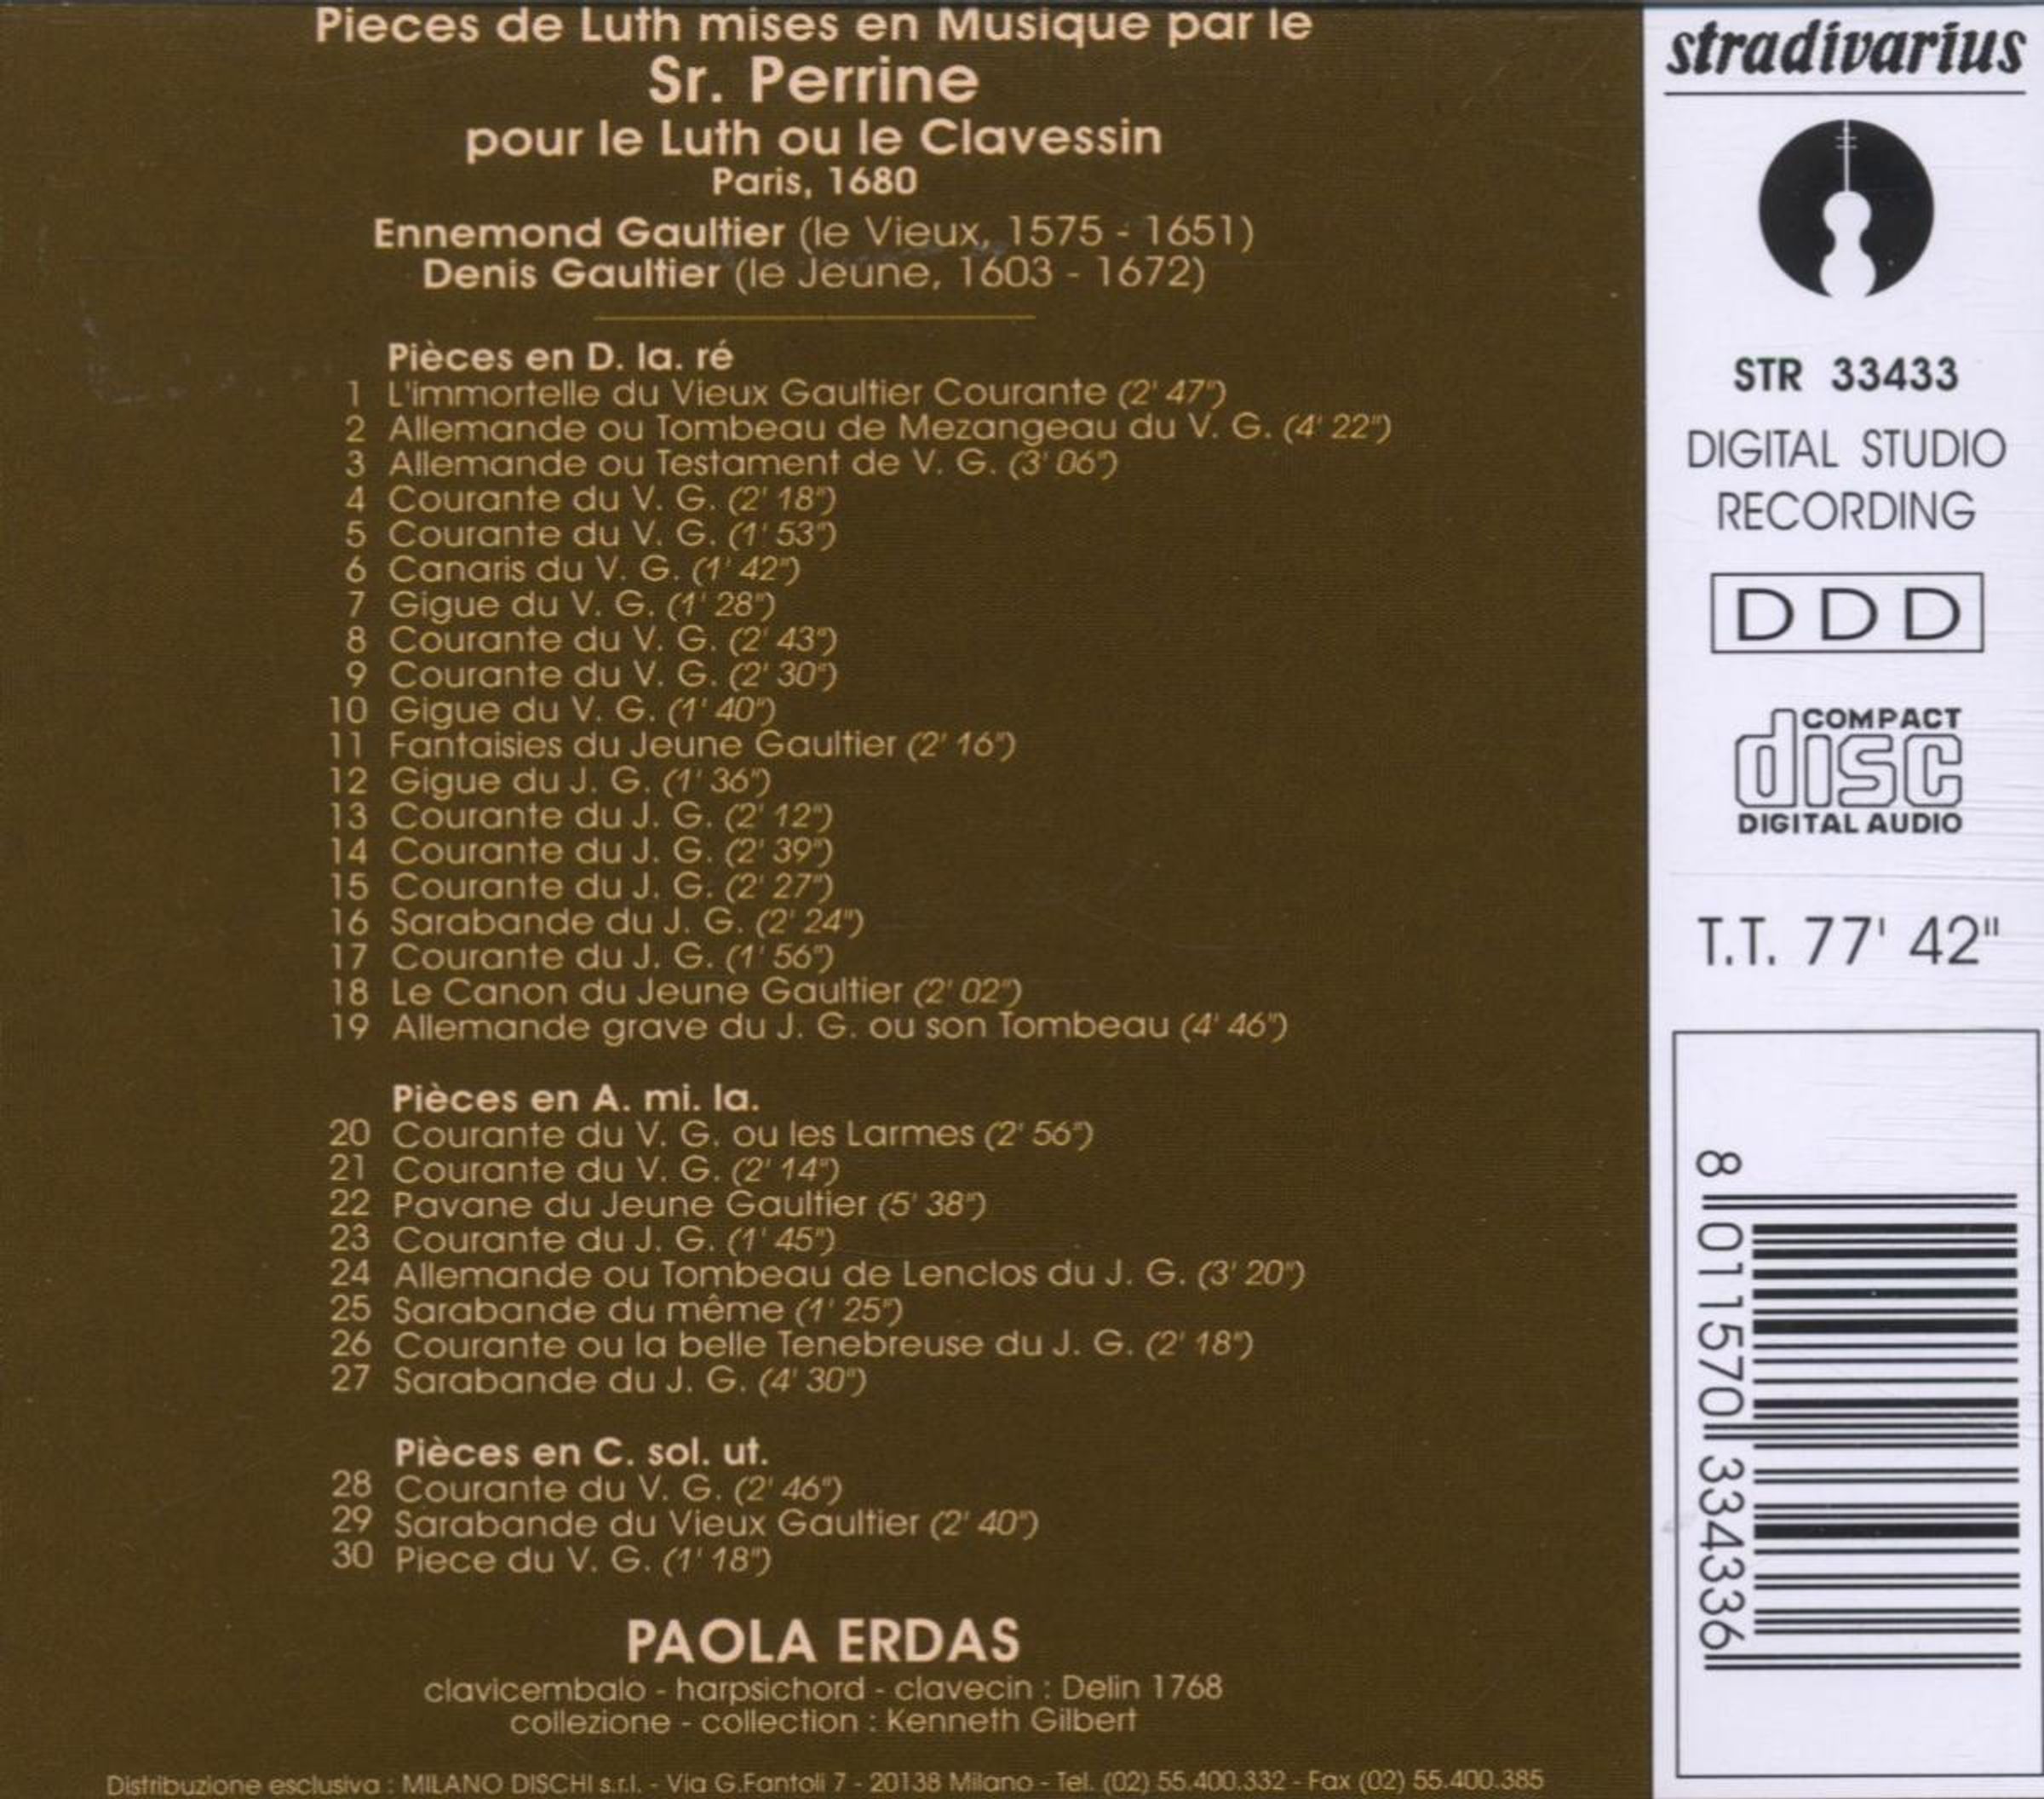 Pieces de Luth mises en Musique par le
Sr. Perrine
pour le Luth ou le Clavessin
Paris, 1680
Ennemond Gaultier (le Vieux, 1575 - 1651)
Denis Gaultier (le Jeune, 1603 - 1672)
Pièces en D. la. ré
1 L'immortelle du Vieux Gaultier Courante (2' 47")
2 Allemande ou Tombeau de Mezangeau du V. G. (4' 22")
3 Allemande ou Testament de V. G. (3' 06")
4 Courante du V. G. (2' 18")
5 Courante du V. G. (1' 53")
6 Canaris du V. G. (1' 42")
7 Gigue du V. G. (1' 28")
8 Courante du V. G. (2' 43")
9 Courante du V. G. (2' 30")
10 Gigue du V. G. (1' 40")
11 Fantaisies du Jeune Gaultier (2' 16")
12 Gigue du J. G. (1' 36")
13 Courante du J. G. (2' 12")
14 Courante du J. G. (2' 39")
15 Courante du J. G. (2' 27")
16 Sarabande du J. G. (2' 24")
17 Courante du J. G. (1' 56")
18 Le Canon du Jeune Gaultier (2' 02")
19 Allemande grave du J. G. ou son Tombeau (4' 46")
Pièces en A. mi. la.
20 Courante du V. G. ou les Larmes (2' 56")
21 Courante du V. G. (2' 14")
22 Pavane du Jeune Gaultier (5' 38")
23 Courante du J. G. (1' 45")
24 Allemande ou Tombeau de Lenclos du J. G. (3' 20")
25 Sarabande du même (1' 25")
26 Courante ou la belle Tenebreuse du J. G. (2' 18")
27 Sarabande du J. G. (4' 30")
Pièces en C. sol. ut.
28 Courante du V. G. (2' 46")
29 Sarabande du Vieux Gaultier (2' 40")
30 Piece du V. G. (1' 18")
PAOLA ERDAS
clavicembalo - harpsichord - clavecin : Delin 1768
collezione - collection : Kenneth Gilbert
Distribuzione esclusiva : MILANO DISCHI s.r.l. - Via G.Fantoli 7 - 20138 Milano - Tel. (02) 55.400.332 - Fax (02) 55.400.385
stradivarius
STR 33433
DIGITAL STUDIO
RECORDING
DDD
COMPACT
disc
DIGITAL AUDIO
T.T. 77' 42"
8 011570 334336